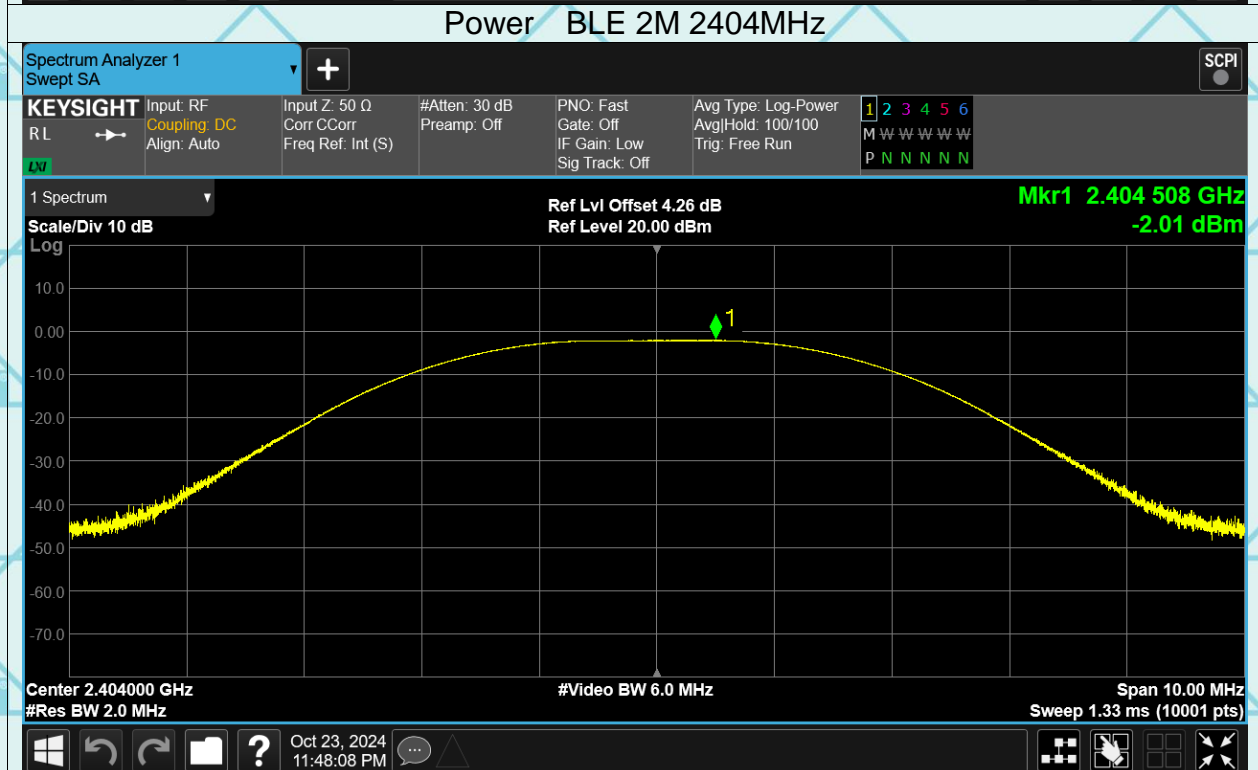 Power BLE 2M 2404MHz
Spectrum Analyzer 1
Swept SA
SCPI
KEYSIGHT
RL
LXI
Input: RF
Coupling: DC
Align: Auto
Input Z: 50 Ω
Corr CCorr
Freq Ref: Int (S)
#Atten: 30 dB
Preamp: Off
PNO: Fast
Gate: Off
IF Gain: Low
Sig Track: Off
Avg Type: Log-Power
Avg|Hold: 100/100
Trig: Free Run
1 2 3 4 5 6
M W W W W W
P N N N N N
1 Spectrum
Scale/Div 10 dB
Ref Lvl Offset 4.26 dB
Ref Level 20.00 dBm
Mkr1 2.404 508 GHz
-2.01 dBm
Log
10.0
0.00
-10.0
-20.0
-30.0
-40.0
-50.0
-60.0
-70.0
1
Center 2.404000 GHz
#Res BW 2.0 MHz
#Video BW 6.0 MHz
Span 10.00 MHz
Sweep 1.33 ms (10001 pts)
?
Oct 23, 2024
11:48:08 PM